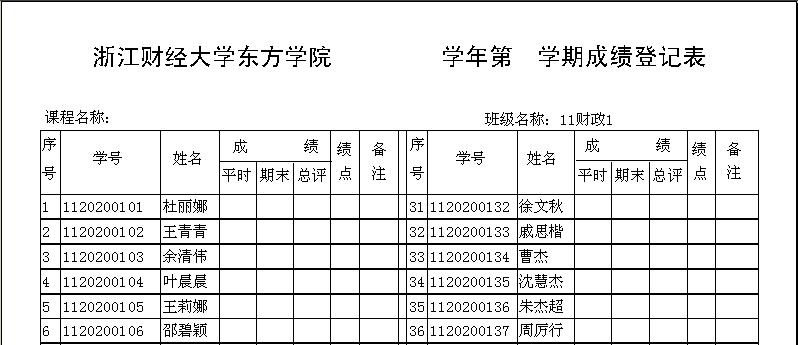 浙江财经大学东方学院 学年第 学期成绩登记表
课程名称: 班级名称: 11财政1
序号 学号 姓名 成 绩 绩点 备注 序号 学号 姓名 成 绩 绩点 备注
平时 期末 总评 平时 期末 总评
1 1120200101 杜丽娜 31 1120200132 徐文秋
2 1120200102 王青青 32 1120200133 戚思楷
3 1120200103 余清伟 33 1120200134 曹杰
4 1120200104 叶晨晨 34 1120200135 沈慧杰
5 1120200105 王莉娜 35 1120200136 朱杰超
6 1120200106 邵碧颖 36 1120200137 周厉行